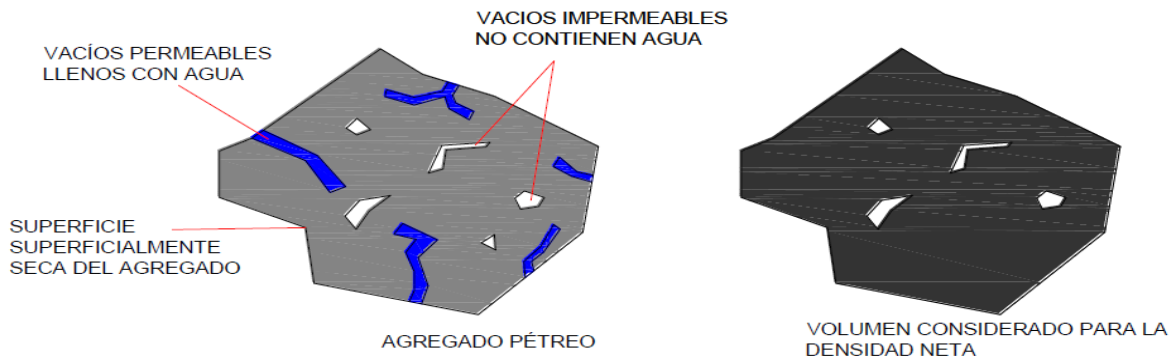 VACIOS IMPERMEABLES
NO CONTIENEN AGUA
VACÍOS PERMEABLES
LLENOS CON AGUA
SUPERFICIE
SUPERFICIALMENTE
SECA DEL AGREGADO
AGREGADO PÉTREO
VOLUMEN CONSIDERADO PARA LA
DENSIDAD NETA